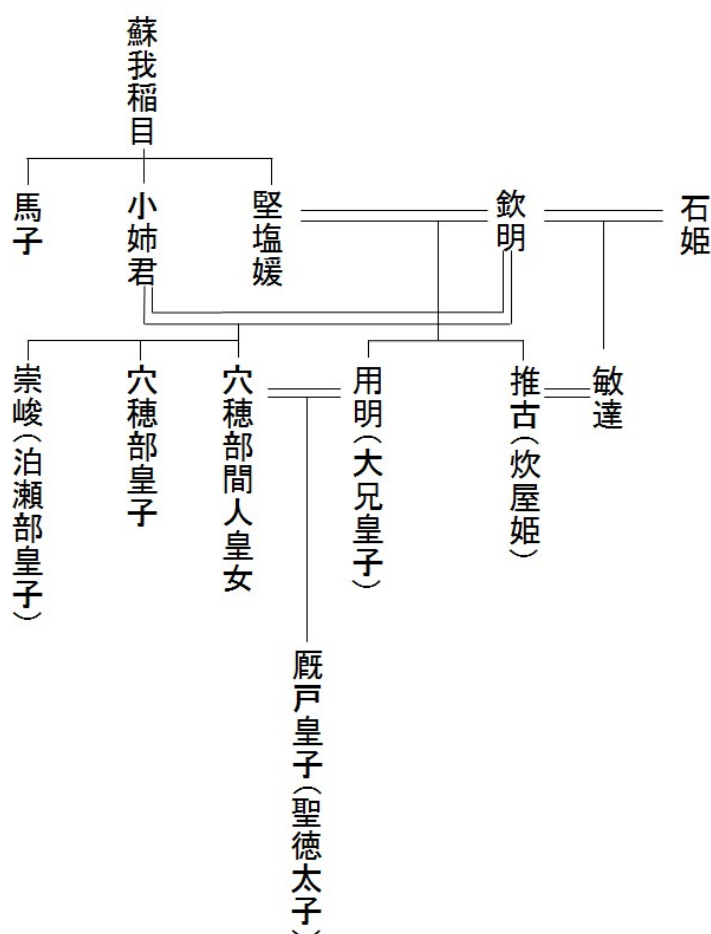 蘇我稲目
石姫
欽明
堅塩媛
小姉君
馬子
敏達
推古(炊屋姫)
用明(大兄皇子)
穴穂部間人皇女
穴穂部皇子
崇峻(泊瀬部皇子)
厩戸皇子(聖徳太子)